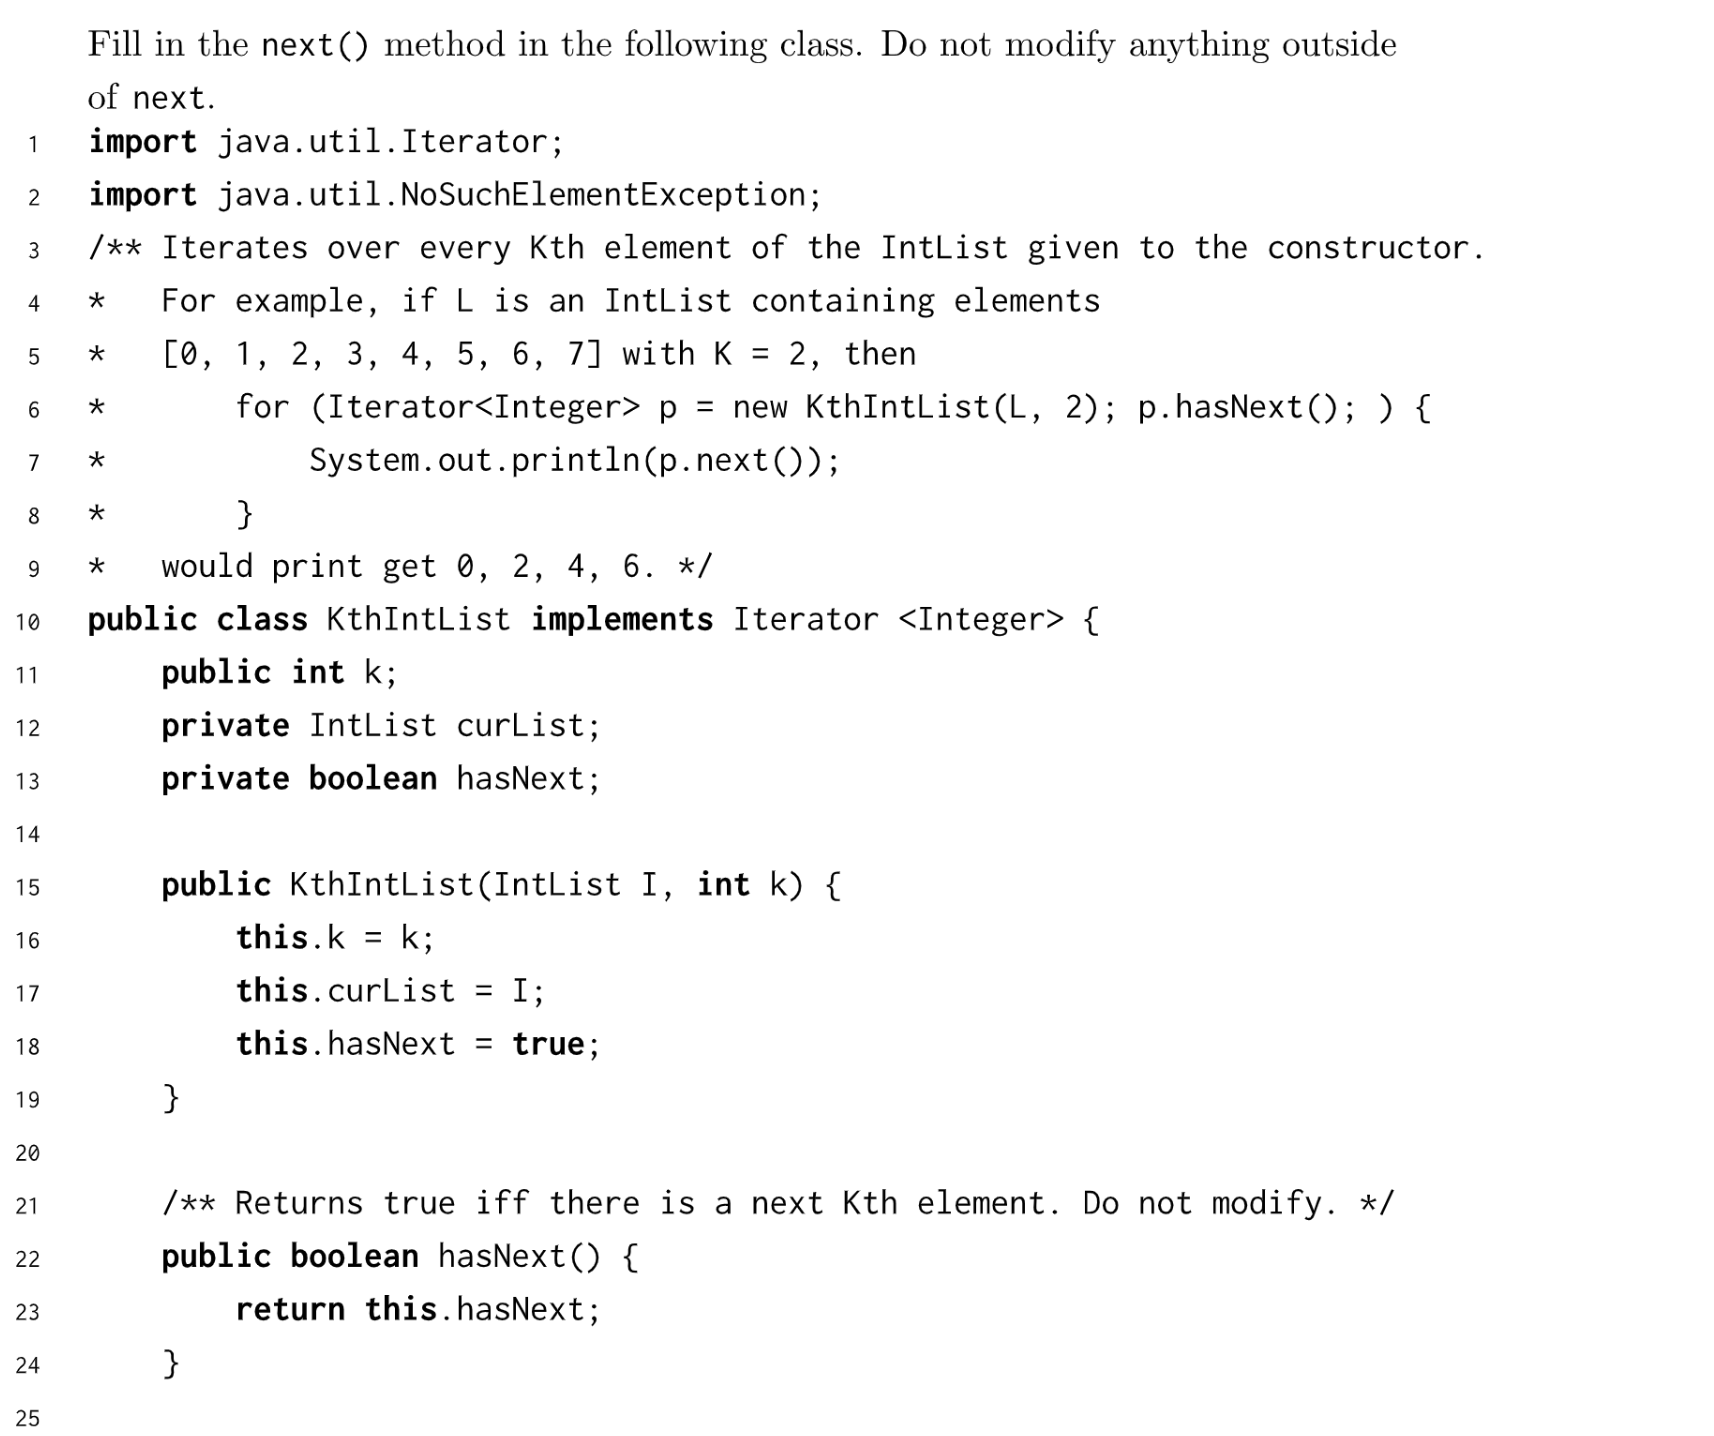 Fill in the next() method in the following class. Do not modify anything outside
of next.
1 import java.util.Iterator;
2 import java.util.NoSuchElementException;
3 /** Iterates over every Kth element of the IntList given to the constructor.
4 *   For example, if L is an IntList containing elements
5 *   [0, 1, 2, 3, 4, 5, 6, 7] with K = 2, then
6 *       for (Iterator<Integer> p = new KthIntList(L, 2); p.hasNext(); ) {
7 *           System.out.println(p.next());
8 *       }
9 *   would print get 0, 2, 4, 6. */
10 public class KthIntList implements Iterator <Integer> {
11     public int k;
12     private IntList curList;
13     private boolean hasNext;
14
15     public KthIntList(IntList I, int k) {
16         this.k = k;
17         this.curList = I;
18         this.hasNext = true;
19     }
20
21     /** Returns true iff there is a next Kth element. Do not modify. */
22     public boolean hasNext() {
23         return this.hasNext;
24     }
25